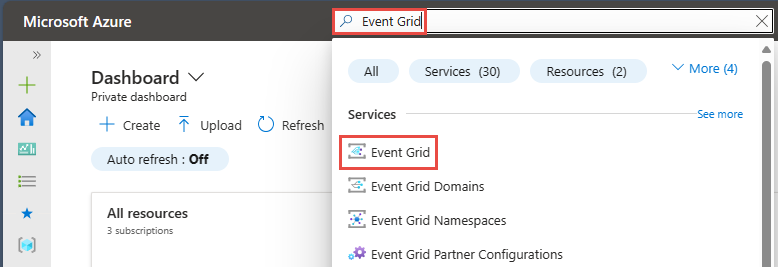 Microsoft Azure
Event Grid
Dashboard
Private dashboard
Create Upload Refresh
Auto refresh : Off
All resources
3 subscriptions
All Services (30) Resources (2) More (4)
Services See more
Event Grid
Event Grid Domains
Event Grid Namespaces
Event Grid Partner Configurations